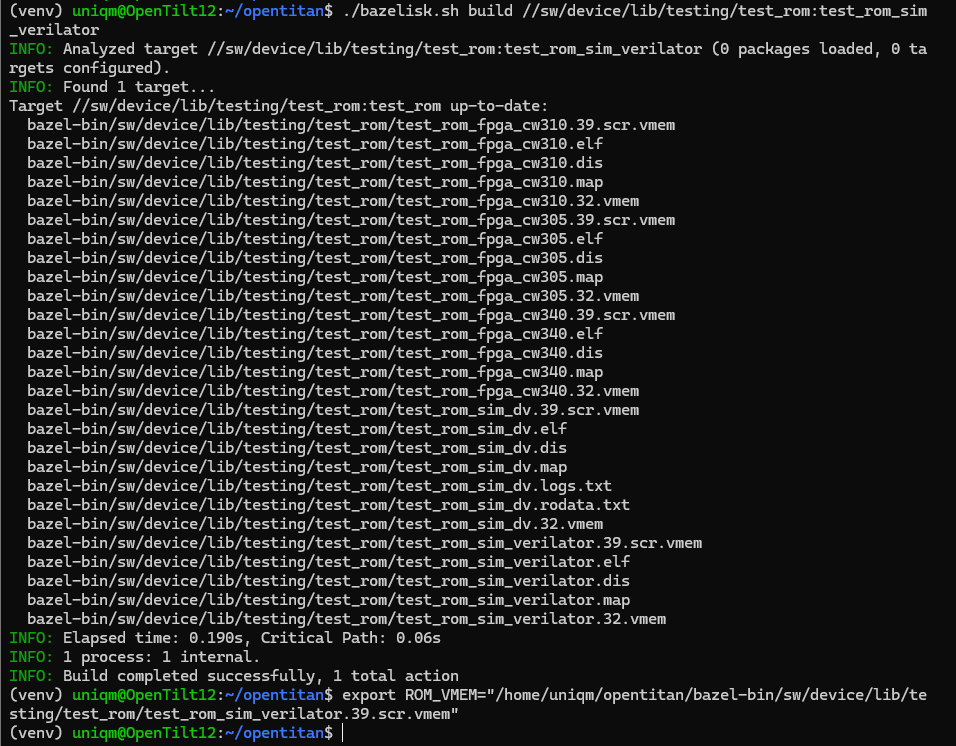 (venv) uniqm@OpenTilt12:~/opentitan$ ./bazelisk.sh build //sw/device/lib/testing/test_rom:test_rom_sim
_verilator
INFO: Analyzed target //sw/device/lib/testing/test_rom:test_rom_sim_verilator (0 packages loaded, 0 ta
rgets configured).
INFO: Found 1 target...
Target //sw/device/lib/testing/test_rom:test_rom up-to-date:
  bazel-bin/sw/device/lib/testing/test_rom/test_rom_fpga_cw310.39.scr.vmem
  bazel-bin/sw/device/lib/testing/test_rom/test_rom_fpga_cw310.elf
  bazel-bin/sw/device/lib/testing/test_rom/test_rom_fpga_cw310.dis
  bazel-bin/sw/device/lib/testing/test_rom/test_rom_fpga_cw310.map
  bazel-bin/sw/device/lib/testing/test_rom/test_rom_fpga_cw310.32.vmem
  bazel-bin/sw/device/lib/testing/test_rom/test_rom_fpga_cw305.39.scr.vmem
  bazel-bin/sw/device/lib/testing/test_rom/test_rom_fpga_cw305.elf
  bazel-bin/sw/device/lib/testing/test_rom/test_rom_fpga_cw305.dis
  bazel-bin/sw/device/lib/testing/test_rom/test_rom_fpga_cw305.map
  bazel-bin/sw/device/lib/testing/test_rom/test_rom_fpga_cw305.32.vmem
  bazel-bin/sw/device/lib/testing/test_rom/test_rom_fpga_cw340.39.scr.vmem
  bazel-bin/sw/device/lib/testing/test_rom/test_rom_fpga_cw340.elf
  bazel-bin/sw/device/lib/testing/test_rom/test_rom_fpga_cw340.dis
  bazel-bin/sw/device/lib/testing/test_rom/test_rom_fpga_cw340.map
  bazel-bin/sw/device/lib/testing/test_rom/test_rom_fpga_cw340.32.vmem
  bazel-bin/sw/device/lib/testing/test_rom/test_rom_sim_dv.39.scr.vmem
  bazel-bin/sw/device/lib/testing/test_rom/test_rom_sim_dv.elf
  bazel-bin/sw/device/lib/testing/test_rom/test_rom_sim_dv.dis
  bazel-bin/sw/device/lib/testing/test_rom/test_rom_sim_dv.map
  bazel-bin/sw/device/lib/testing/test_rom/test_rom_sim_dv.logs.txt
  bazel-bin/sw/device/lib/testing/test_rom/test_rom_sim_dv.rodata.txt
  bazel-bin/sw/device/lib/testing/test_rom/test_rom_sim_dv.32.vmem
  bazel-bin/sw/device/lib/testing/test_rom/test_rom_sim_verilator.39.scr.vmem
  bazel-bin/sw/device/lib/testing/test_rom/test_rom_sim_verilator.elf
  bazel-bin/sw/device/lib/testing/test_rom/test_rom_sim_verilator.dis
  bazel-bin/sw/device/lib/testing/test_rom/test_rom_sim_verilator.map
  bazel-bin/sw/device/lib/testing/test_rom/test_rom_sim_verilator.32.vmem
INFO: Elapsed time: 0.190s, Critical Path: 0.06s
INFO: 1 process: 1 internal.
INFO: Build completed successfully, 1 total action
(venv) uniqm@OpenTilt12:~/opentitan$ export ROM_VMEM="/home/uniqm/opentitan/bazel-bin/sw/device/lib/te
sting/test_rom/test_rom_sim_verilator.39.scr.vmem"
(venv) uniqm@OpenTilt12:~/opentitan$